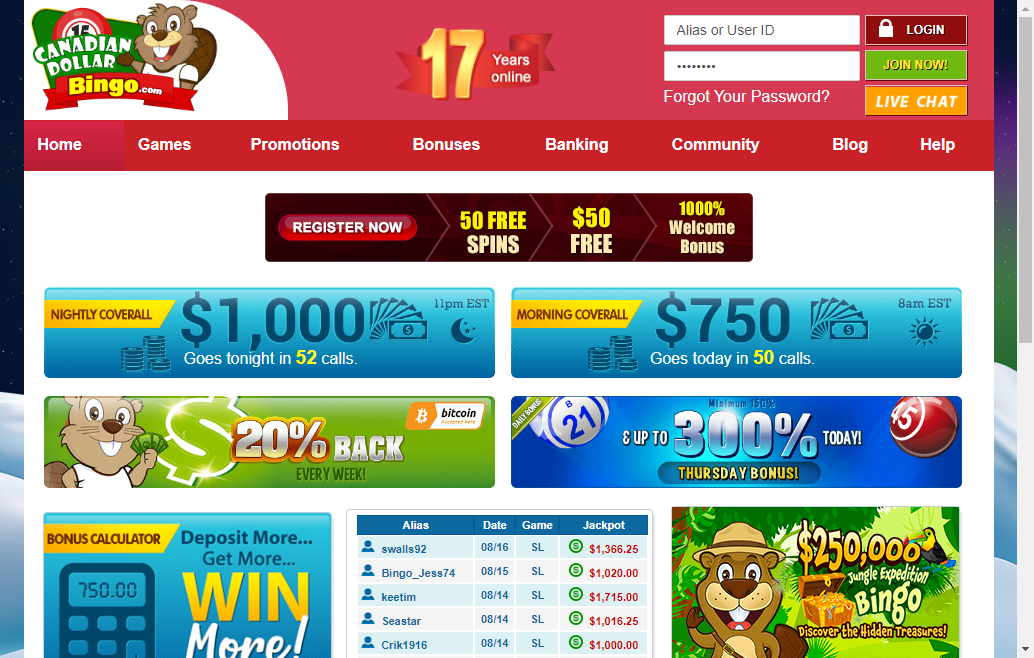 15
CANADIAN
DOLLAR
Bingo.com
17
Years
online
Alias or User ID
LOGIN
••••••••
JOIN NOW!
Forgot Your Password?
LIVE CHAT
Home
Games
Promotions
Bonuses
Banking
Community
Blog
Help
REGISTER NOW
50 FREE
SPINS
$50
FREE
1000%
Welcome
Bonus
NIGHTLY COVERALL
$1,000
11pm EST
Goes tonight in 52 calls.
MORNING COVERALL
$750
8am EST
Goes today in 50 calls.
20% BACK
EVERY WEEK!
bitcoin
Accepted here
DAILY BONUS
B
21
Minimum 150%
& UP TO 300% TODAY!
THURSDAY BONUS!
45
BONUS CALCULATOR
Deposit More...
Get More...
WIN
More!
750.00
Alias Date Game Jackpot
swalls92 08/16 SL $1,366.25
Bingo_Jess74 08/15 SL $1,020.00
keetim 08/14 SL $1,715.00
Seastar 08/14 SL $1,016.25
Crik1916 08/14 SL $1,000.00
$250,000
Jungle Expedition
Bingo
Discover the Hidden Treasures!